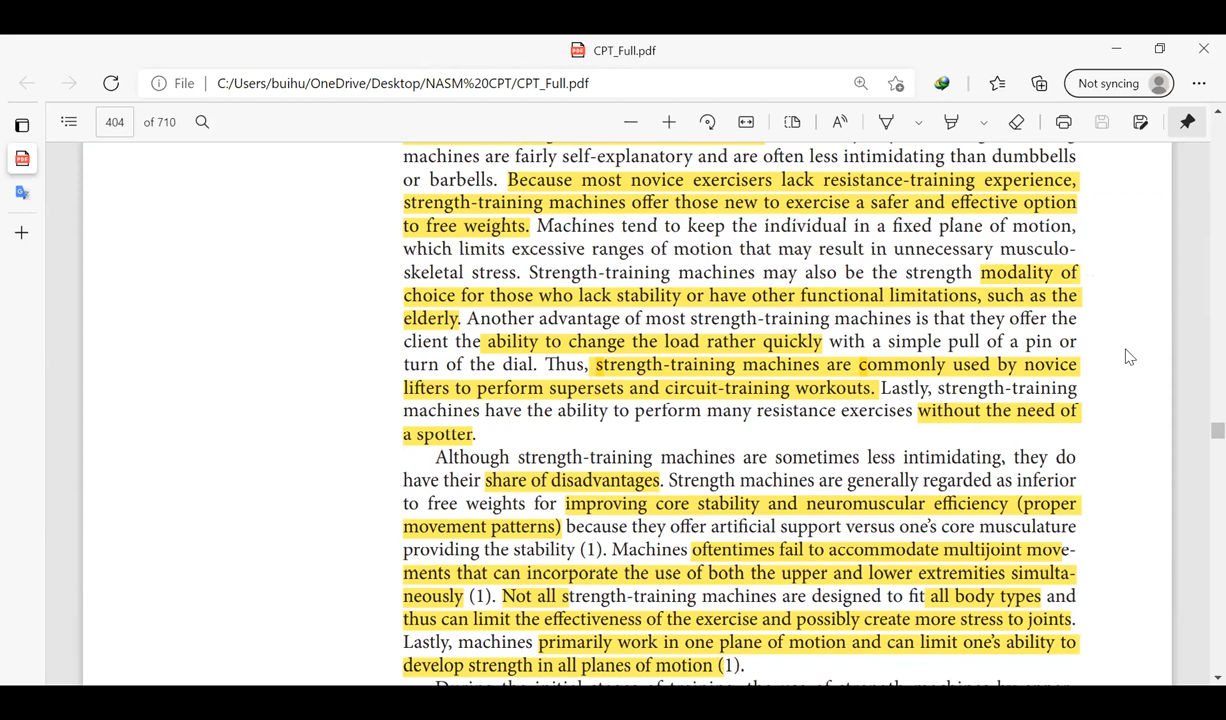 CPT_Full.pdf
File | C:/Users/buihu/OneDrive/Desktop/NASM%20CPT/CPT_Full.pdf
Not syncing
404 of 710
machines are fairly self-explanatory and are often less intimidating than dumbbells
or barbells. Because most novice exercisers lack resistance-training experience,
strength-training machines offer those new to exercise a safer and effective option
to free weights. Machines tend to keep the individual in a fixed plane of motion,
which limits excessive ranges of motion that may result in unnecessary musculo-
skeletal stress. Strength-training machines may also be the strength modality of
choice for those who lack stability or have other functional limitations, such as the
elderly. Another advantage of most strength-training machines is that they offer the
client the ability to change the load rather quickly with a simple pull of a pin or
turn of the dial. Thus, strength-training machines are commonly used by novice
lifters to perform supersets and circuit-training workouts. Lastly, strength-training
machines have the ability to perform many resistance exercises without the need of
a spotter.
Although strength-training machines are sometimes less intimidating, they do
have their share of disadvantages. Strength machines are generally regarded as inferior
to free weights for improving core stability and neuromuscular efficiency (proper
movement patterns) because they offer artificial support versus one's core musculature
providing the stability (1). Machines oftentimes fail to accommodate multijoint move-
ments that can incorporate the use of both the upper and lower extremities simulta-
neously (1). Not all strength-training machines are designed to fit all body types and
thus can limit the effectiveness of the exercise and possibly create more stress to joints.
Lastly, machines primarily work in one plane of motion and can limit one's ability to
develop strength in all planes of motion (1).